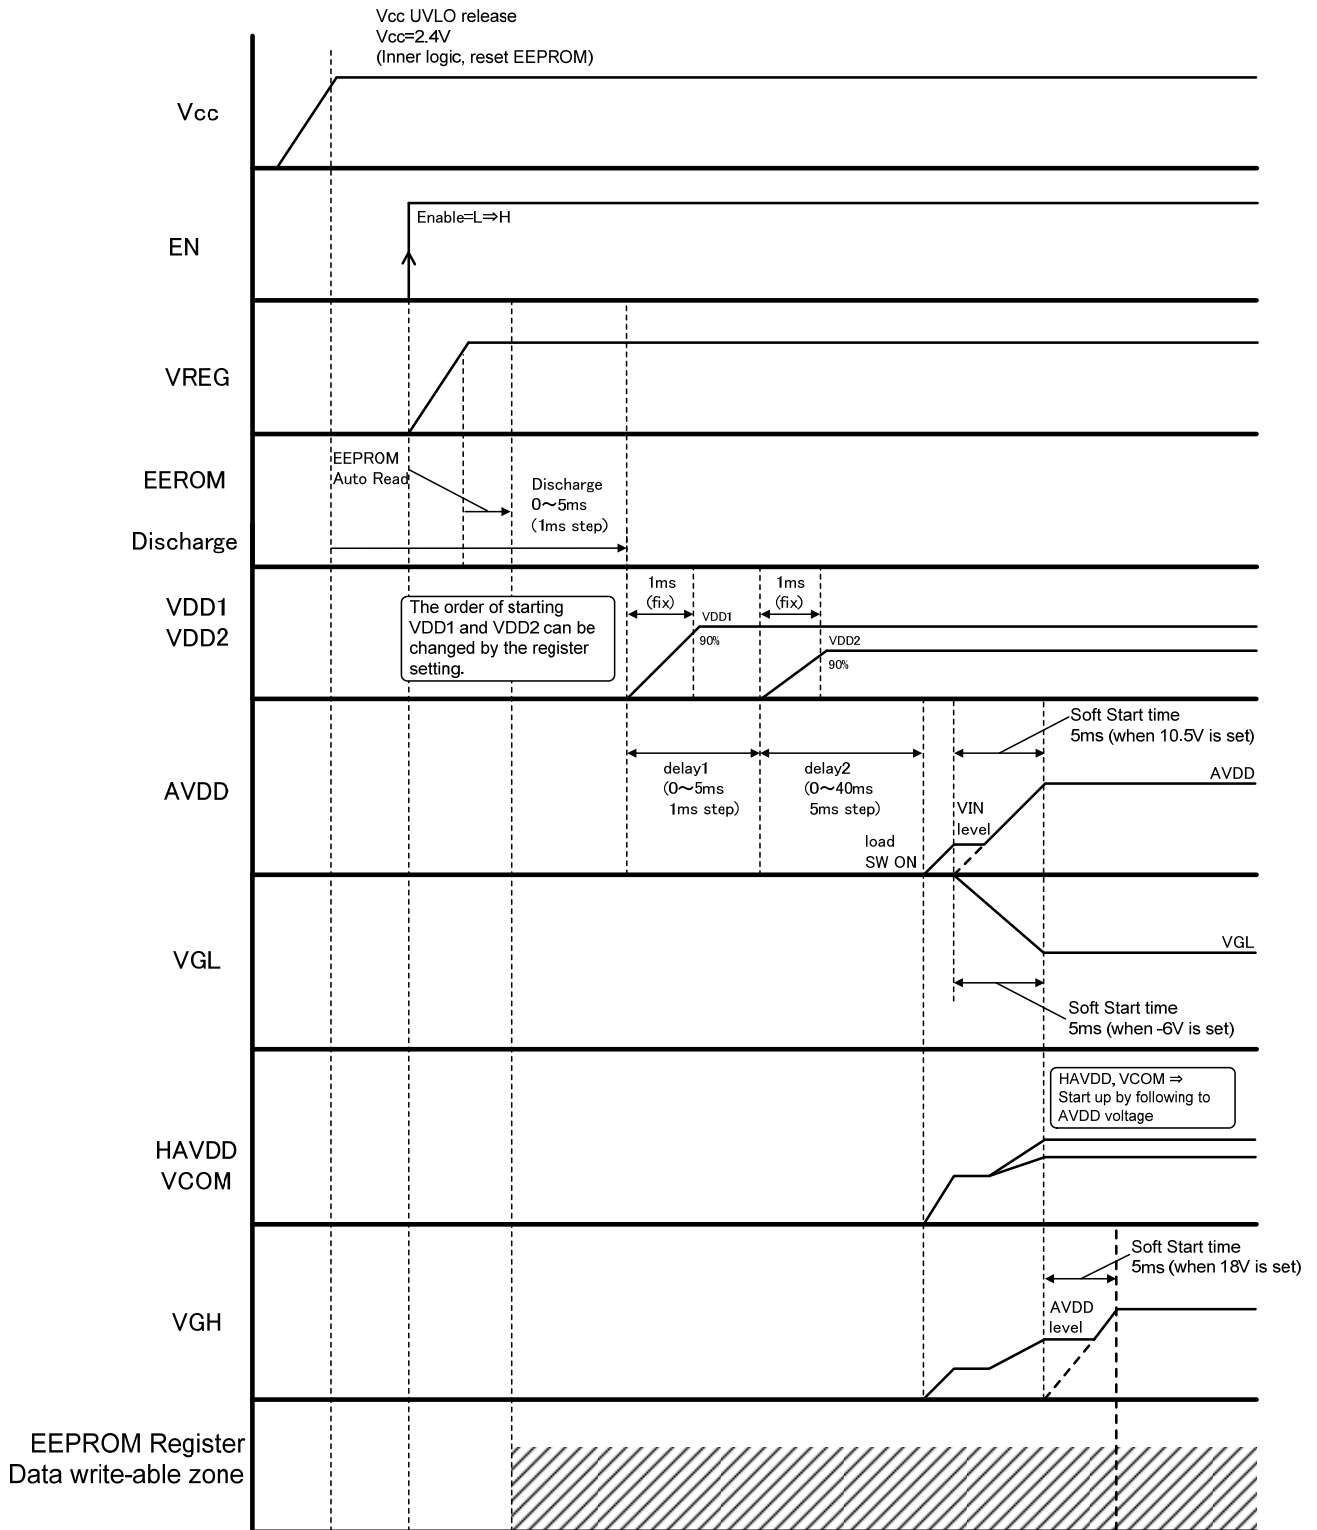 Vcc UVLO release
Vcc=2.4V
(Inner logic, reset EEPROM)
Vcc
Enable=L⇒H
EN
VREG
EEPROM
Auto Read
EEROM
Discharge
0～5ms
(1ms step)
Discharge
1ms
(fix)
1ms
(fix)
VDD1
VDD2
The order of starting
VDD1 and VDD2 can be
changed by the register
setting.
VDD1
90%
VDD2
90%
Soft Start time
5ms (when 10.5V is set)
delay1
(0～5ms
1ms step)
delay2
(0～40ms
5ms step)
AVDD
AVDD
VIN
level
load
SW ON
VGL
VGL
Soft Start time
5ms (when -6V is set)
HAVDD, VCOM ⇒
Start up by following to
AVDD voltage
HAVDD
VCOM
Soft Start time
5ms (when 18V is set)
AVDD
level
VGH
EEPROM Register
Data write-able zone